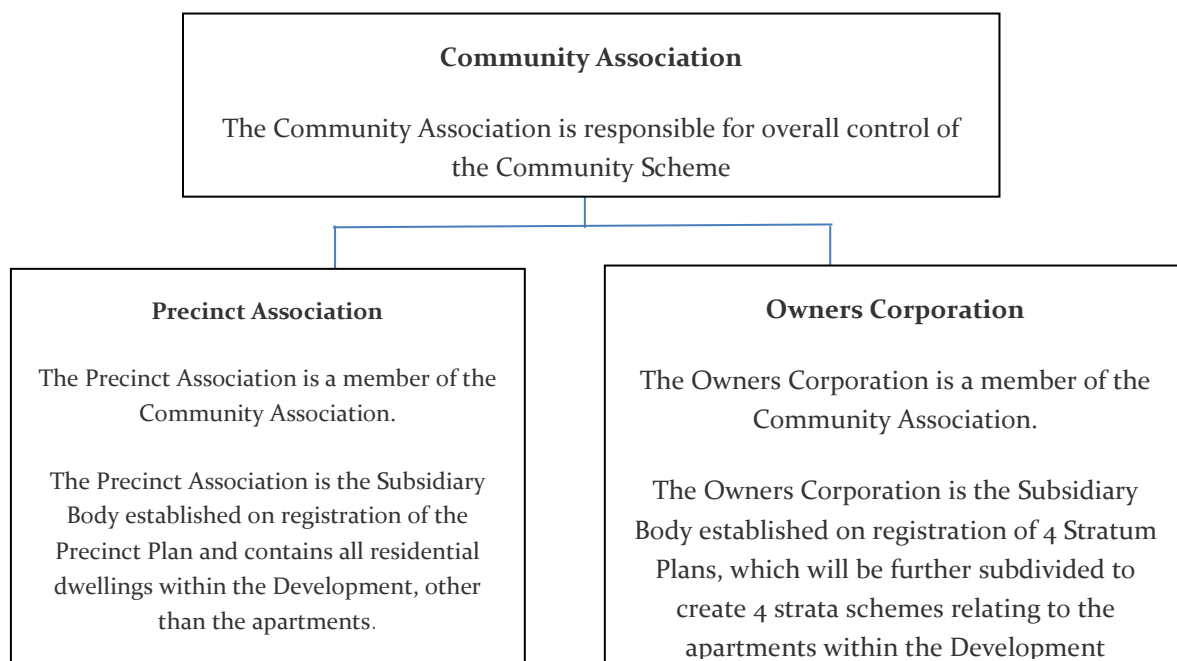 Community Association
The Community Association is responsible for overall control of
the Community Scheme
Precinct Association
The Precinct Association is a member of the
Community Association.
The Precinct Association is the Subsidiary
Body established on registration of the
Precinct Plan and contains all residential
dwellings within the Development, other
than the apartments.
Owners Corporation
The Owners Corporation is a member of the
Community Association.
The Owners Corporation is the Subsidiary
Body established on registration of 4 Stratum
Plans, which will be further subdivided to
create 4 strata schemes relating to the
apartments within the Development